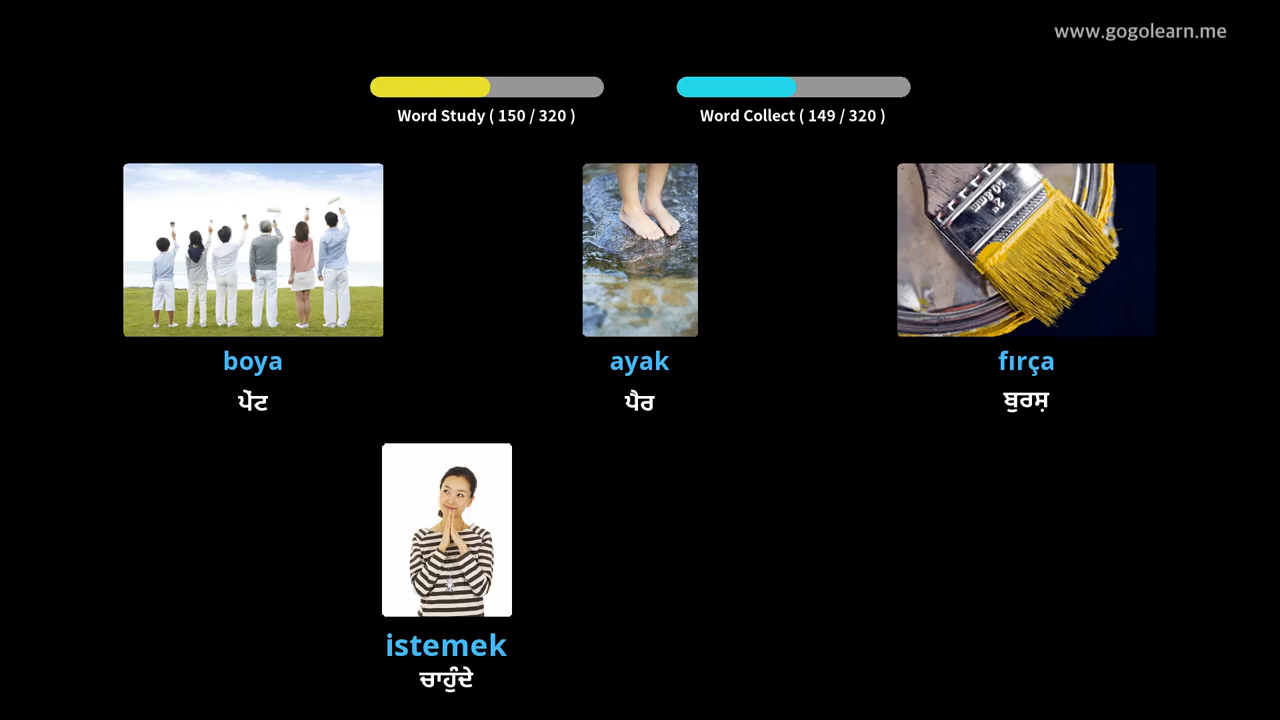 www.gogolearn.me
Word Study ( 150 / 320 )
Word Collect ( 149 / 320 )
boya
ਪੇਂਟ
ayak
ਪੈਰ
fırça
ਬੁਰਸ਼
istemek
ਚਾਹੁੰਦੇ